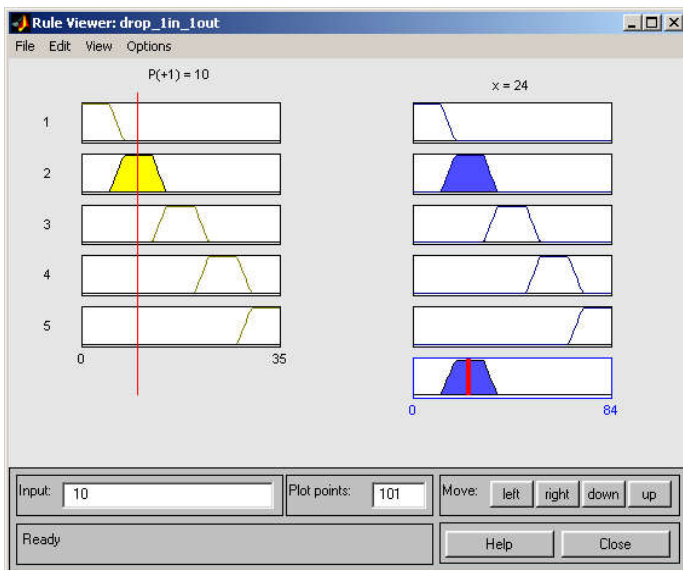 Rule Viewer: drop_1in_1out
File Edit View Options
P(+1) = 10
x = 24
1
2
3
4
5
0 35
0 84
Input: 10 Plot points: 101 Move: left right down up
Ready Help Close